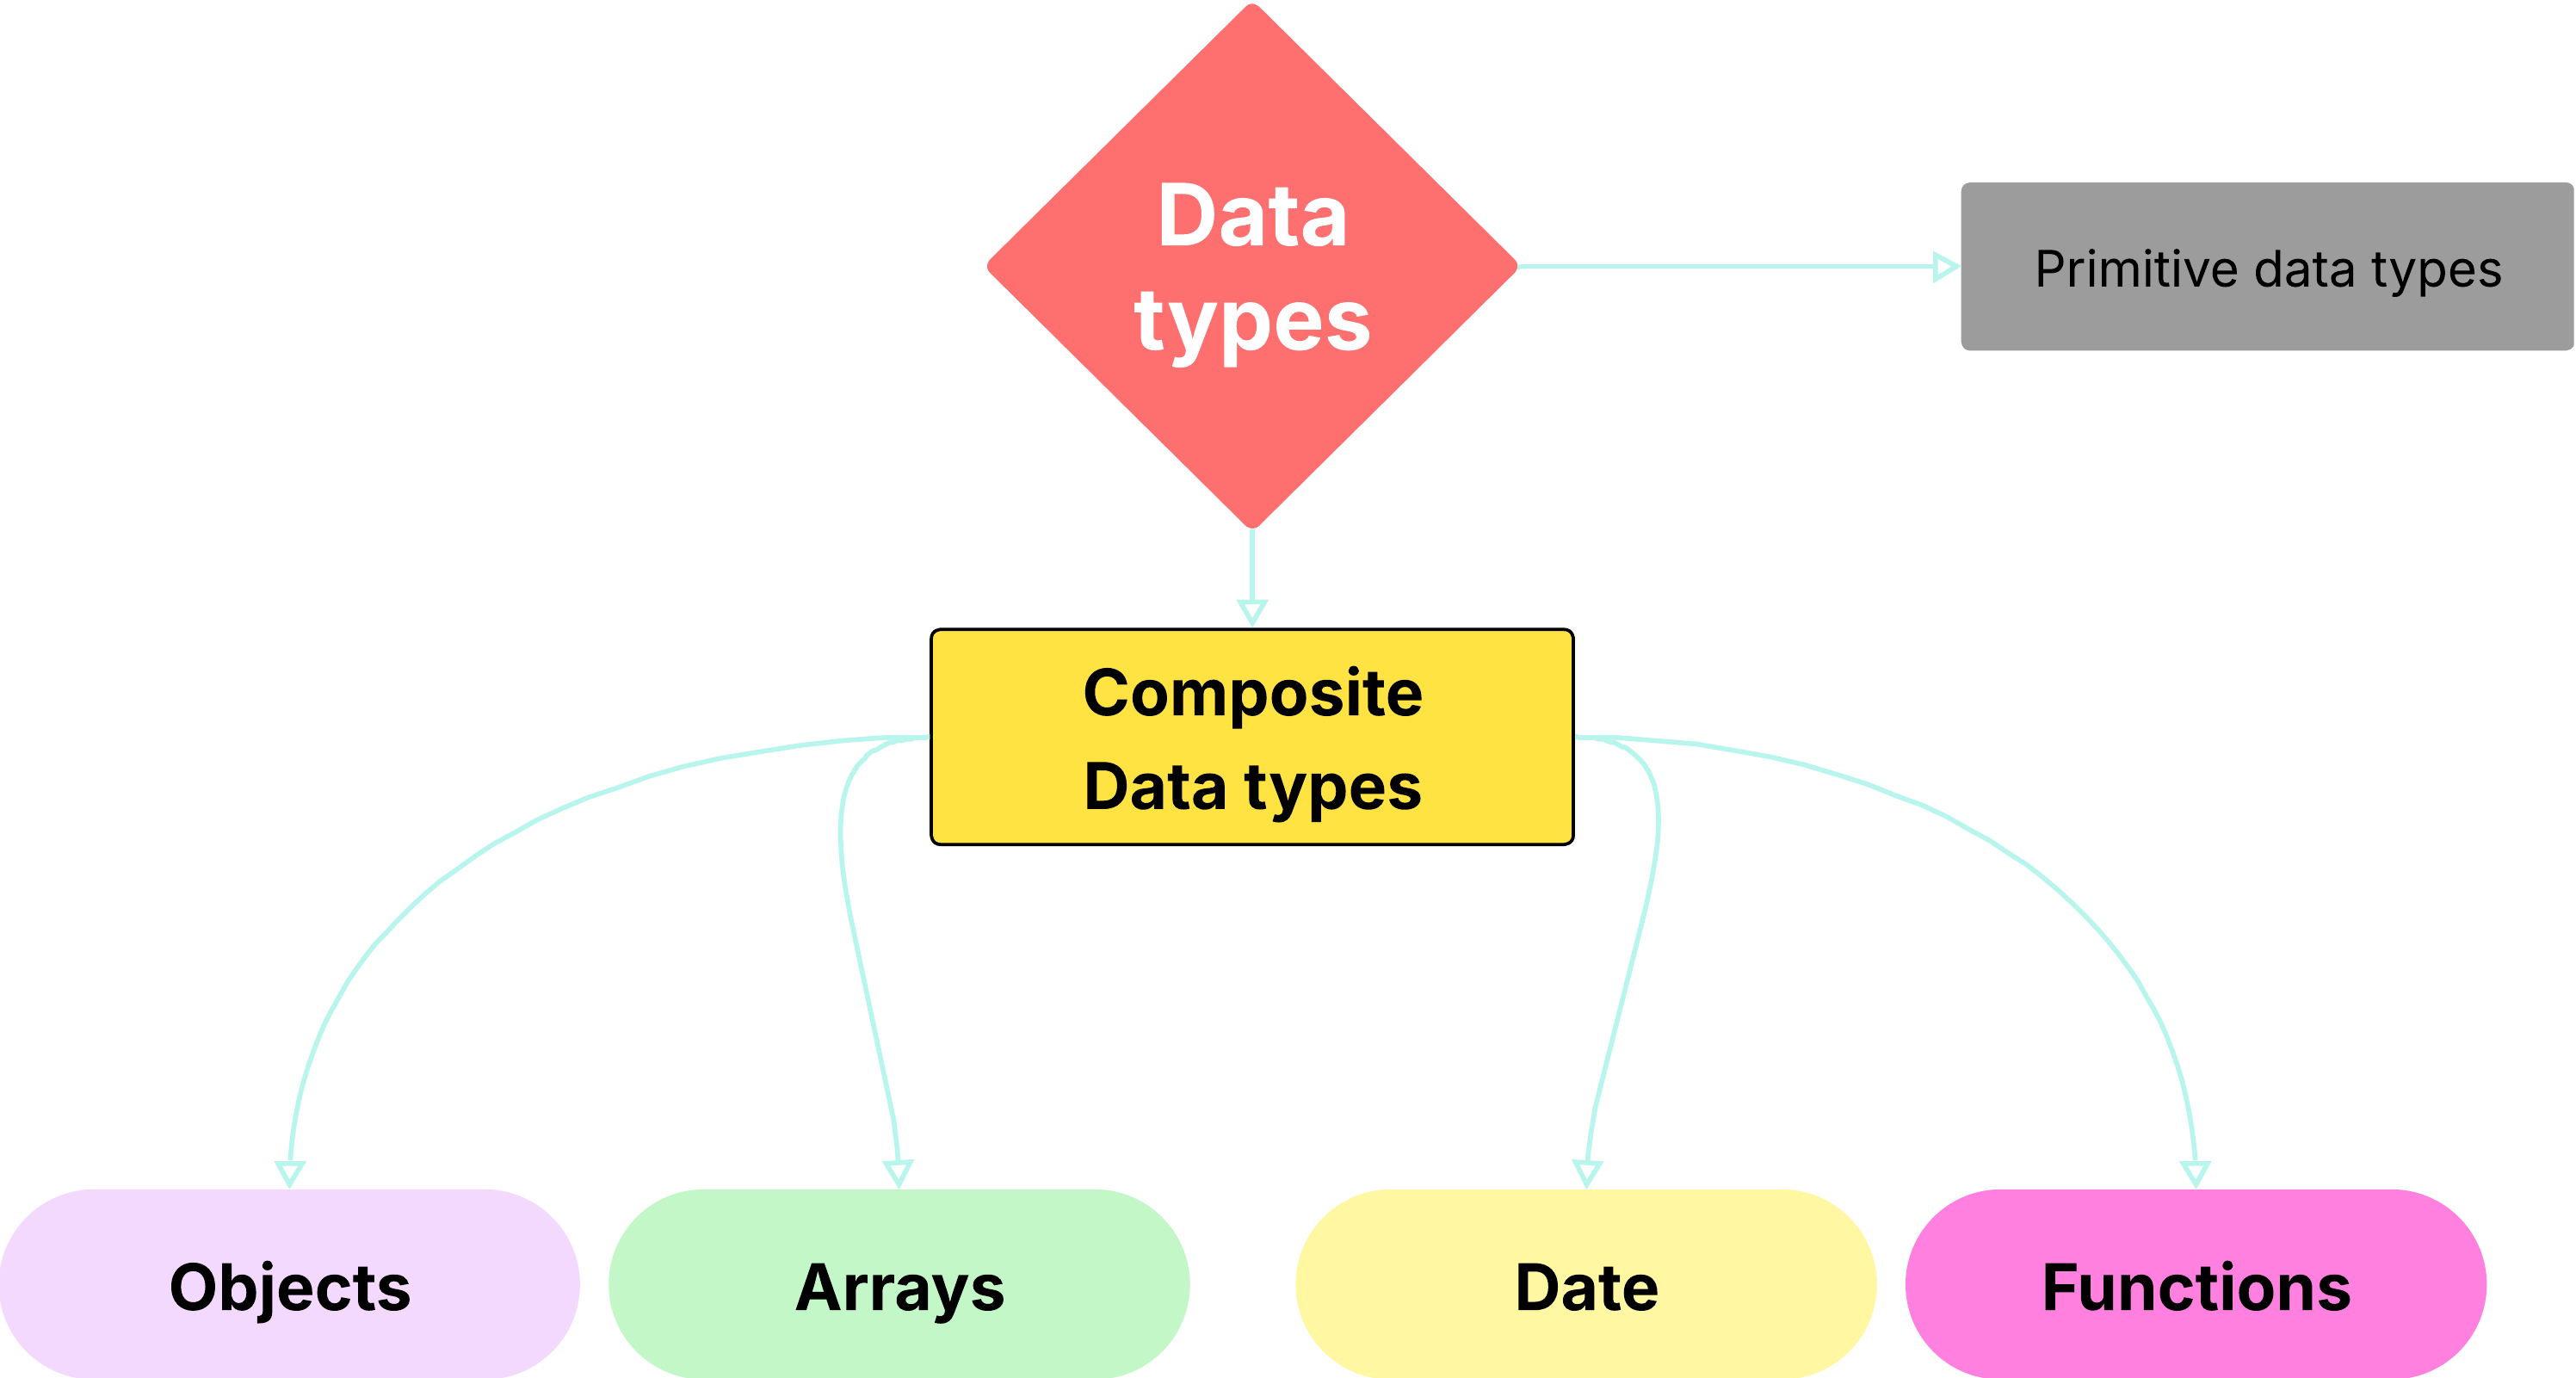 Data
types
Primitive data types
Composite
Data types
Objects
Arrays
Date
Functions